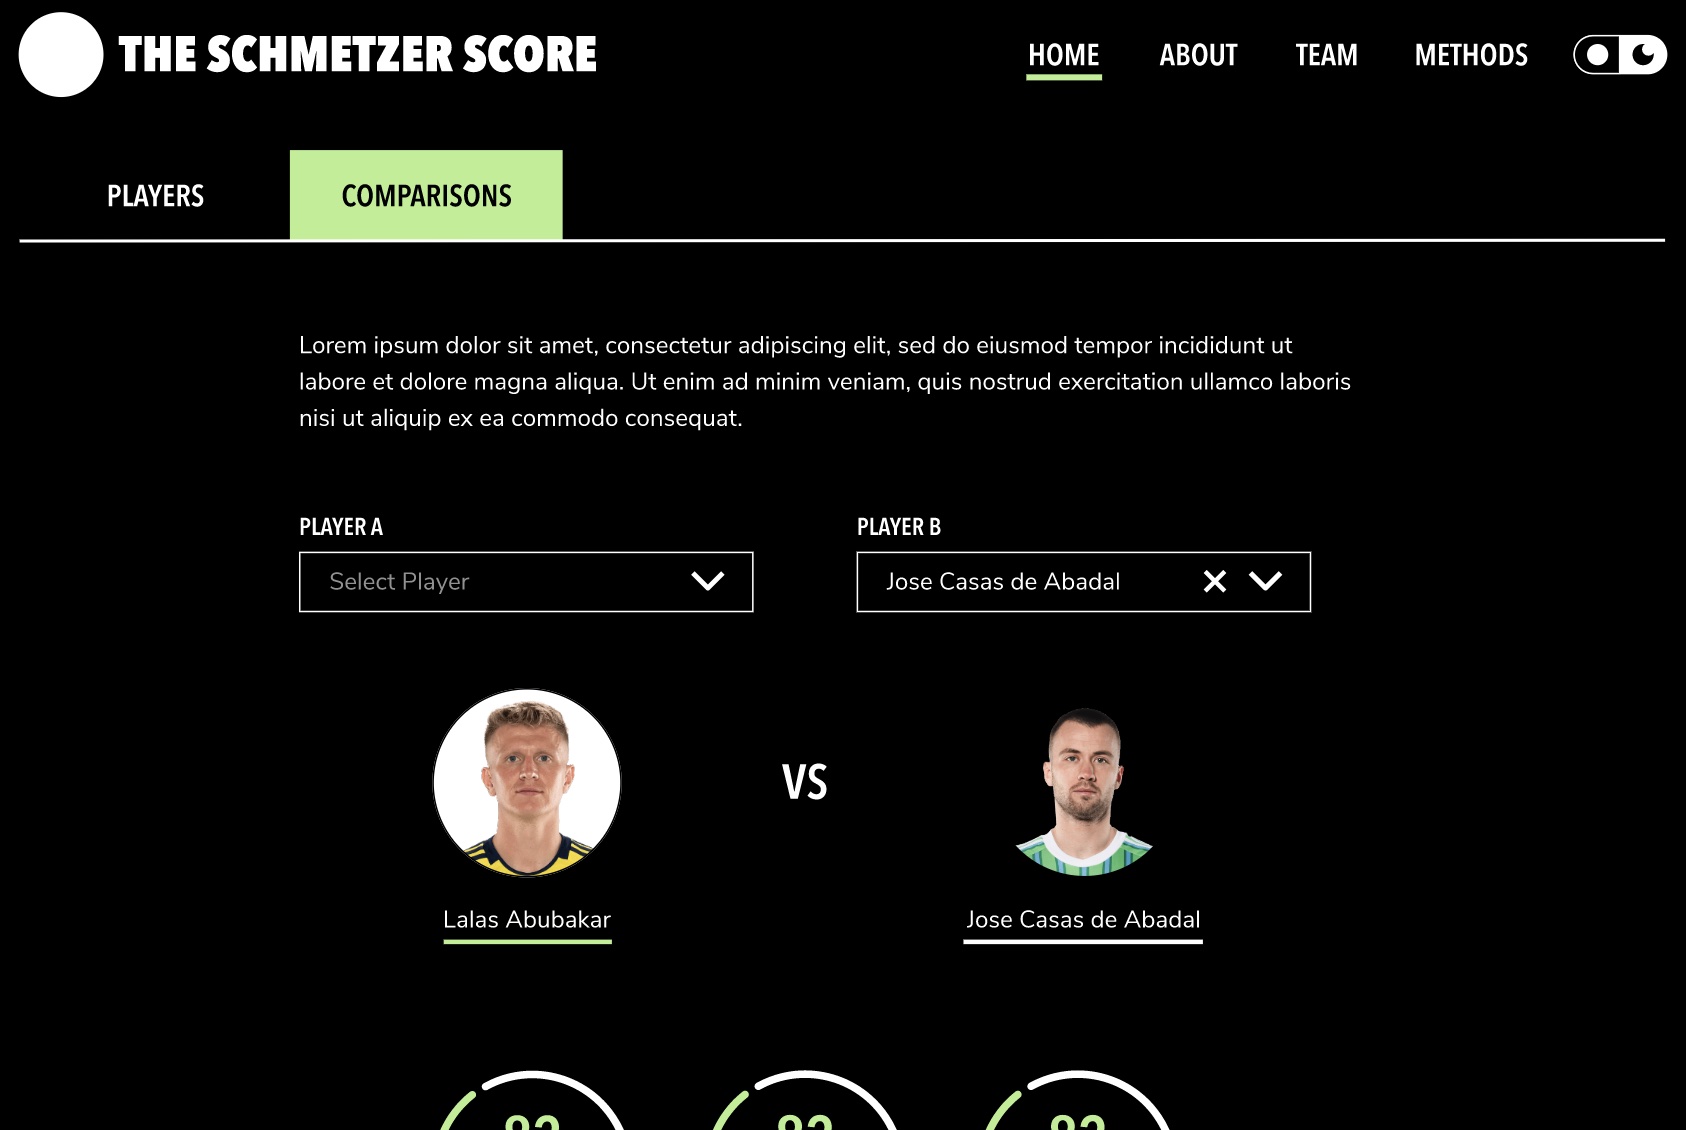 THE SCHMETZER SCORE
HOME ABOUT TEAM METHODS
PLAYERS COMPARISONS
Lorem ipsum dolor sit amet, consectetur adipiscing elit, sed do eiusmod tempor incididunt ut
labore et dolore magna aliqua. Ut enim ad minim veniam, quis nostrud exercitation ullamco laboris
nisi ut aliquip ex ea commodo consequat.
PLAYER A
Select Player
PLAYER B
Jose Casas de Abadal
VS
Lalas Abubakar
Jose Casas de Abadal